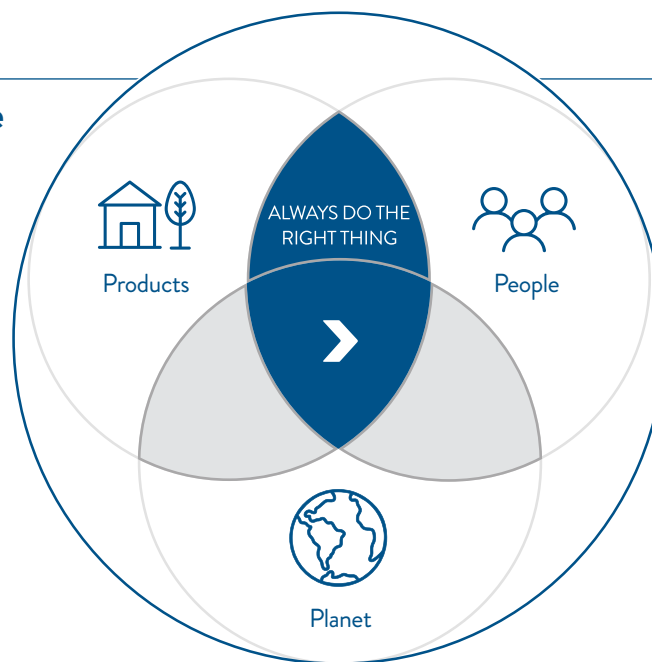 e
ALWAYS DO THE
RIGHT THING
Products
People
Planet